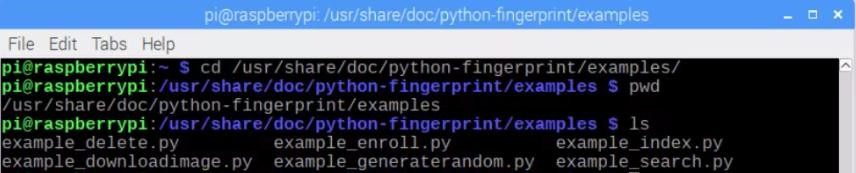 pi@raspberrypi: /usr/share/doc/python-fingerprint/examples
File Edit Tabs Help
pi@raspberrypi:~ $ cd /usr/share/doc/python-fingerprint/examples/
pi@raspberrypi:/usr/share/doc/python-fingerprint/examples $ pwd
/usr/share/doc/python-fingerprint/examples
pi@raspberrypi:/usr/share/doc/python-fingerprint/examples $ ls
example_delete.py example_enroll.py example_index.py
example_downloadimage.py example_generaterandom.py example_search.py